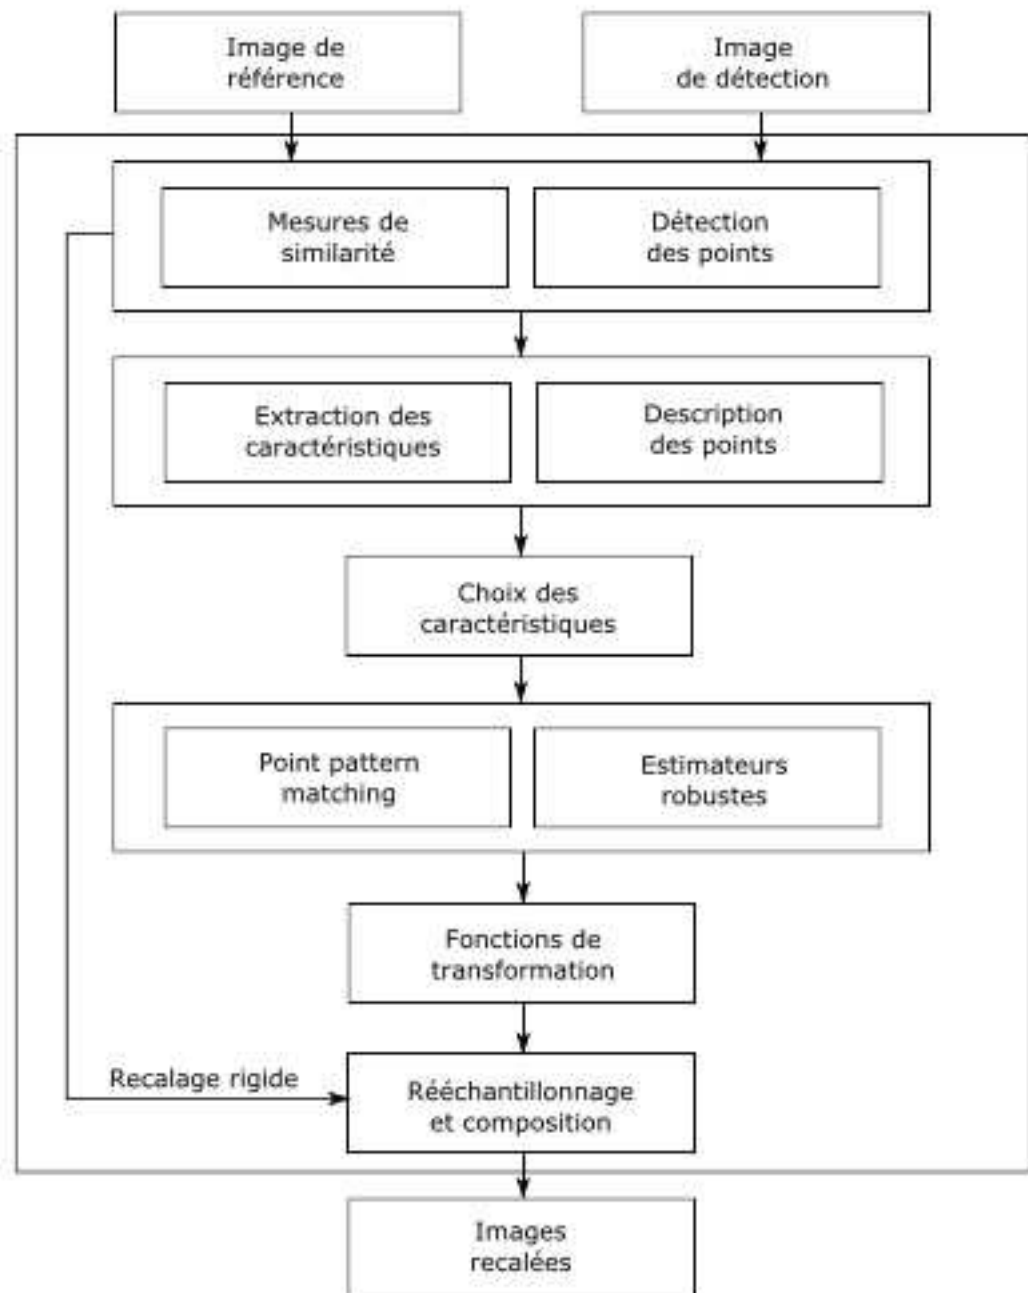 Image de
référence
Image
de détection
Mesures de
similarité
Détection
des points
Extraction des
caractéristiques
Description
des points
Choix des
caractéristiques
Point pattern
matching
Estimateurs
robustes
Fonctions de
transformation
Recalage rigide
Rééchantillonnage
et composition
Images
recalées